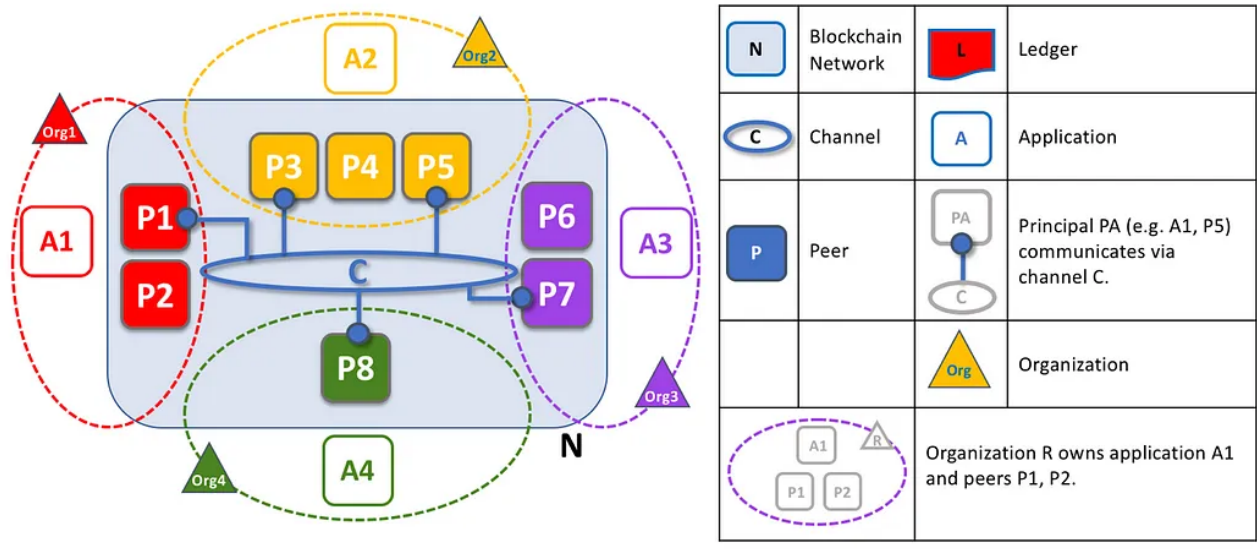 A2
Org2
Org1
P3
P4
P5
P1
P6
A1
A3
C
P2
P7
P8
Org3
N
A4
Org4
N
Blockchain
Network
L
Ledger
C
Channel
A
Application
P
Peer
PA
C
Principal PA (e.g. A1, P5)
communicates via
channel C.
Org
Organization
A1
R
P1
P2
Organization R owns application A1
and peers P1, P2.